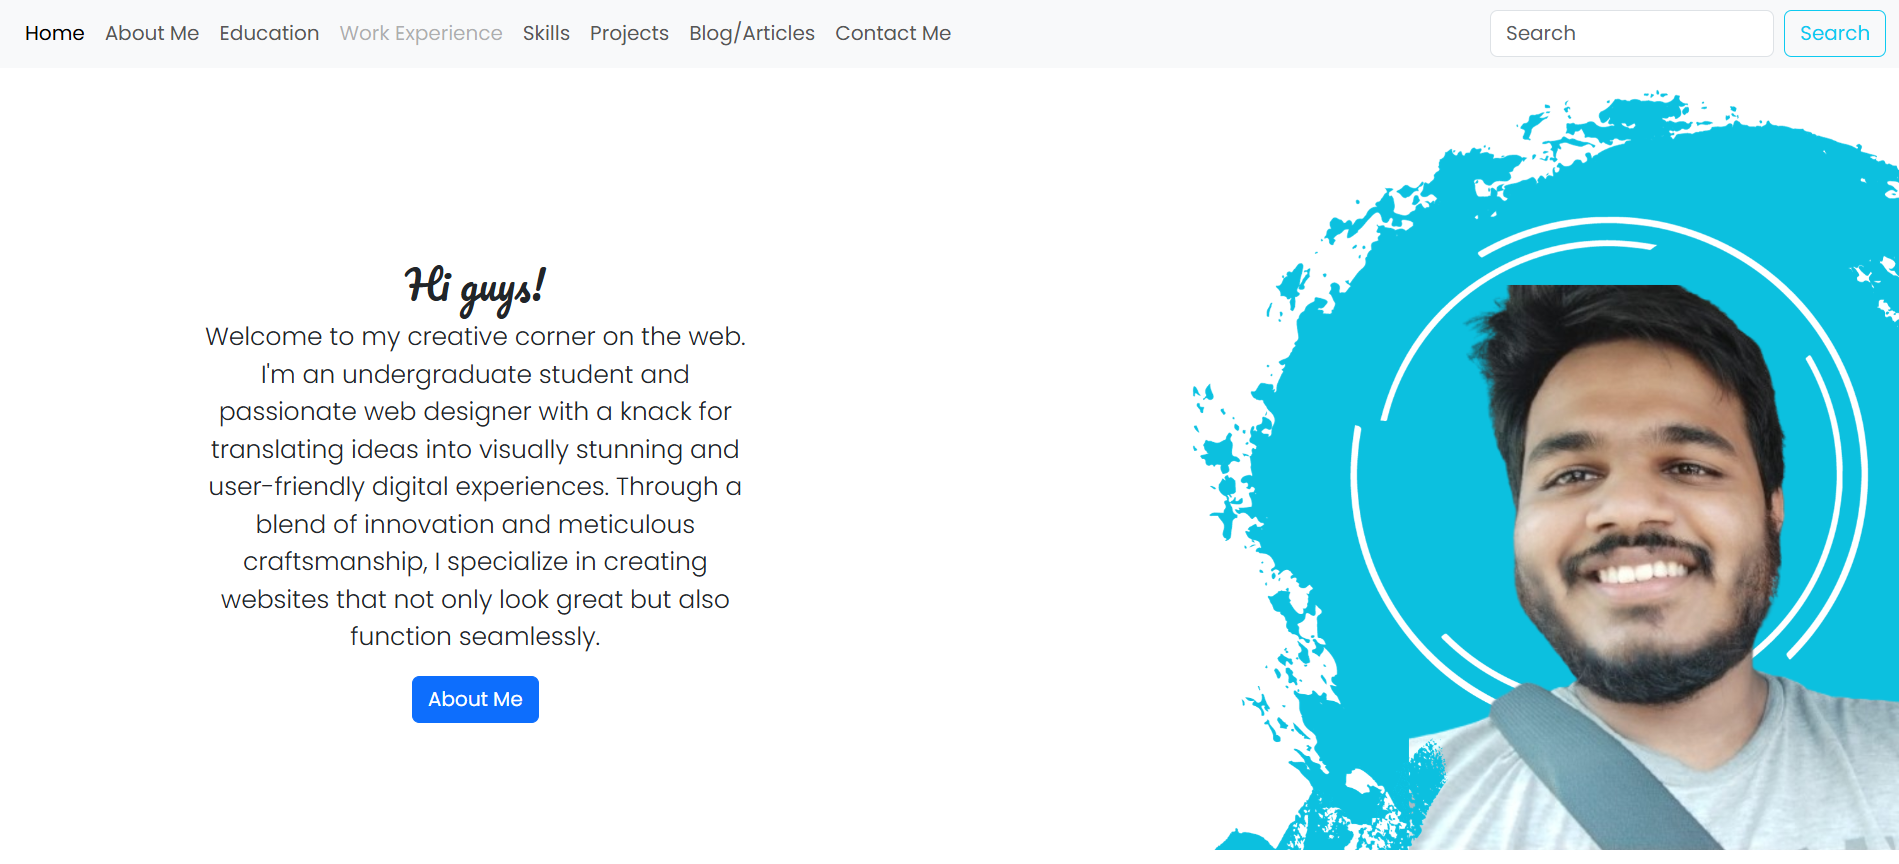 Home About Me Education Work Experience Skills Projects Blog/Articles Contact Me Search Search
Hi guys!
Welcome to my creative corner on the web.
I'm an undergraduate student and
passionate web designer with a knack for
translating ideas into visually stunning and
user-friendly digital experiences. Through a
blend of innovation and meticulous
craftsmanship, I specialize in creating
websites that not only look great but also
function seamlessly.
About Me